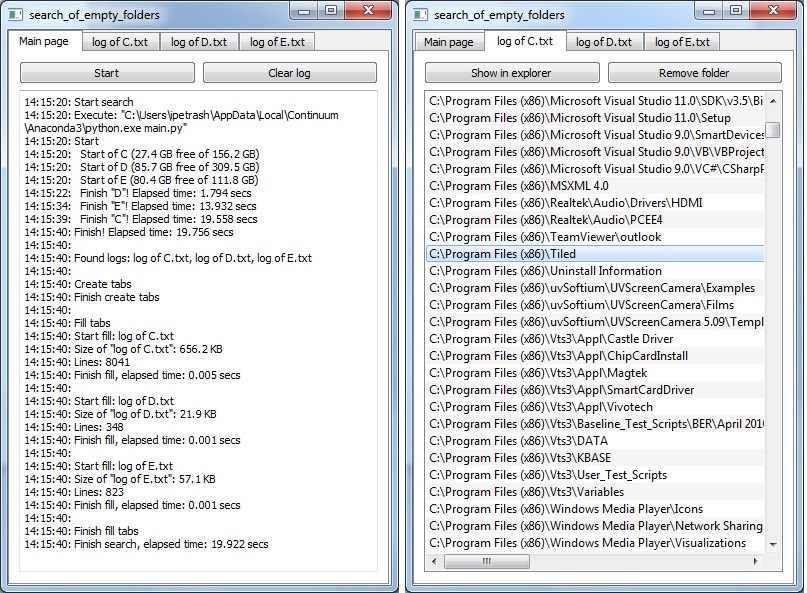 search_of_empty_folders
Main page
log of C.txt
log of D.txt
log of E.txt
Start
Clear log
14:15:20: Start search
14:15:20: Execute: "C:\Users\ipetrash\AppData\Local\Continuum
\Anaconda3\python.exe main.py"
14:15:20: Start
14:15:20:   Start of C (27.4 GB free of 156.2 GB)
14:15:20:   Start of D (85.7 GB free of 309.5 GB)
14:15:20:   Start of E (80.4 GB free of 111.8 GB)
14:15:22:   Finish "D"! Elapsed time: 1.794 secs
14:15:34:   Finish "E"! Elapsed time: 13.932 secs
14:15:39:   Finish "C"! Elapsed time: 19.558 secs
14:15:40: Finish! Elapsed time: 19.756 secs
14:15:40:
14:15:40: Found logs: log of C.txt, log of D.txt, log of E.txt
14:15:40:
14:15:40: Create tabs
14:15:40: Finish create tabs
14:15:40:
14:15:40: Fill tabs
14:15:40: Start fill: log of C.txt
14:15:40: Size of "log of C.txt": 656.2 KB
14:15:40: Lines: 8041
14:15:40: Finish fill, elapsed time: 0.005 secs
14:15:40:
14:15:40: Start fill: log of D.txt
14:15:40: Size of "log of D.txt": 21.9 KB
14:15:40: Lines: 348
14:15:40: Finish fill, elapsed time: 0.001 secs
14:15:40:
14:15:40: Start fill: log of E.txt
14:15:40: Size of "log of E.txt": 57.1 KB
14:15:40: Lines: 823
14:15:40: Finish fill, elapsed time: 0.001 secs
14:15:40:
14:15:40: Finish fill tabs
14:15:40: Finish search, elapsed time: 19.922 secs
search_of_empty_folders
Main page
log of C.txt
log of D.txt
log of E.txt
Show in explorer
Remove folder
C:\Program Files (x86)\Microsoft Visual Studio 11.0\SDK\v3.5\Bi
C:\Program Files (x86)\Microsoft Visual Studio 11.0\Setup
C:\Program Files (x86)\Microsoft Visual Studio 9.0\SmartDevices
C:\Program Files (x86)\Microsoft Visual Studio 9.0\VB\VBProject
C:\Program Files (x86)\Microsoft Visual Studio 9.0\VC#\CSharpP
C:\Program Files (x86)\MSXML 4.0
C:\Program Files (x86)\Realtek\Audio\Drivers\HDMI
C:\Program Files (x86)\Realtek\Audio\PCEE4
C:\Program Files (x86)\TeamViewer\outlook
C:\Program Files (x86)\Tiled
C:\Program Files (x86)\Uninstall Information
C:\Program Files (x86)\uvSoftium\UVScreenCamera\Examples
C:\Program Files (x86)\uvSoftium\UVScreenCamera\Films
C:\Program Files (x86)\uvSoftium\UVScreenCamera 5.09\Templ
C:\Program Files (x86)\Vts3\Appl\Castle Driver
C:\Program Files (x86)\Vts3\Appl\ChipCardInstall
C:\Program Files (x86)\Vts3\Appl\Magtek
C:\Program Files (x86)\Vts3\Appl\SmartCardDriver
C:\Program Files (x86)\Vts3\Appl\Vivotech
C:\Program Files (x86)\Vts3\Baseline_Test_Scripts\BER\April 2010
C:\Program Files (x86)\Vts3\DATA
C:\Program Files (x86)\Vts3\KBASE
C:\Program Files (x86)\Vts3\User_Test_Scripts
C:\Program Files (x86)\Vts3\Variables
C:\Program Files (x86)\Windows Media Player\Icons
C:\Program Files (x86)\Windows Media Player\Network Sharing
C:\Program Files (x86)\Windows Media Player\Visualizations